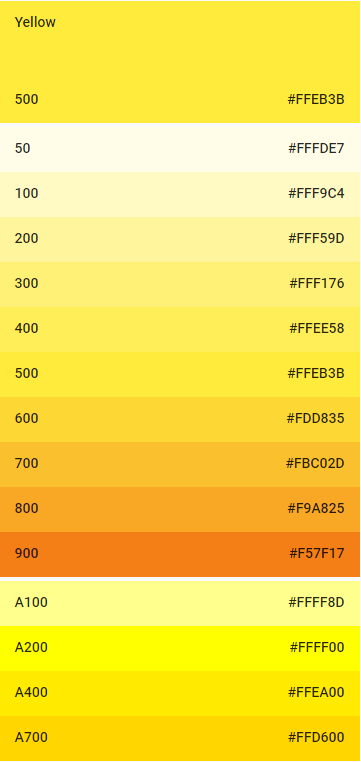 Yellow
500 #FFEB3B
50 #FFFDE7
100 #FFF9C4
200 #FFF59D
300 #FFF176
400 #FFEE58
500 #FFEB3B
600 #FDD835
700 #FBC02D
800 #F9A825
900 #F57F17
A100 #FFFF8D
A200 #FFFF00
A400 #FFEA00
A700 #FFD600